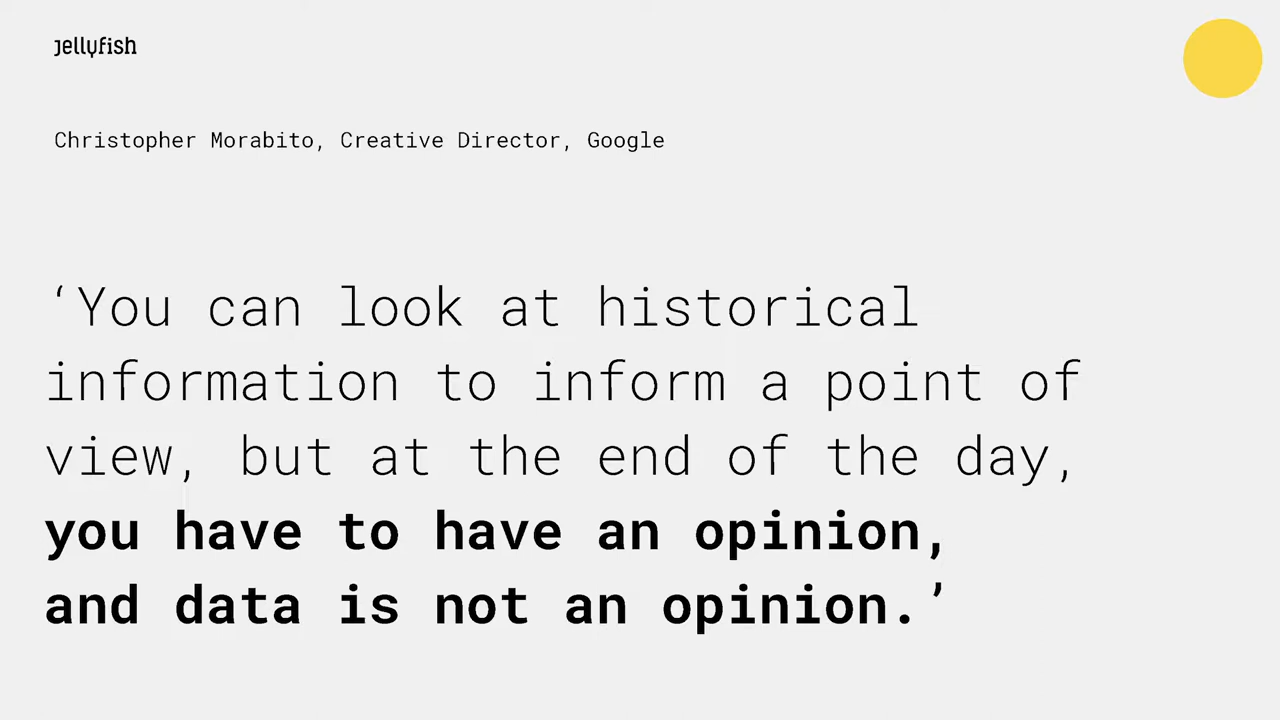 Jellyfish
Christopher Morabito, Creative Director, Google
‘You can look at historical
information to inform a point of
view, but at the end of the day,
you have to have an opinion,
and data is not an opinion.’